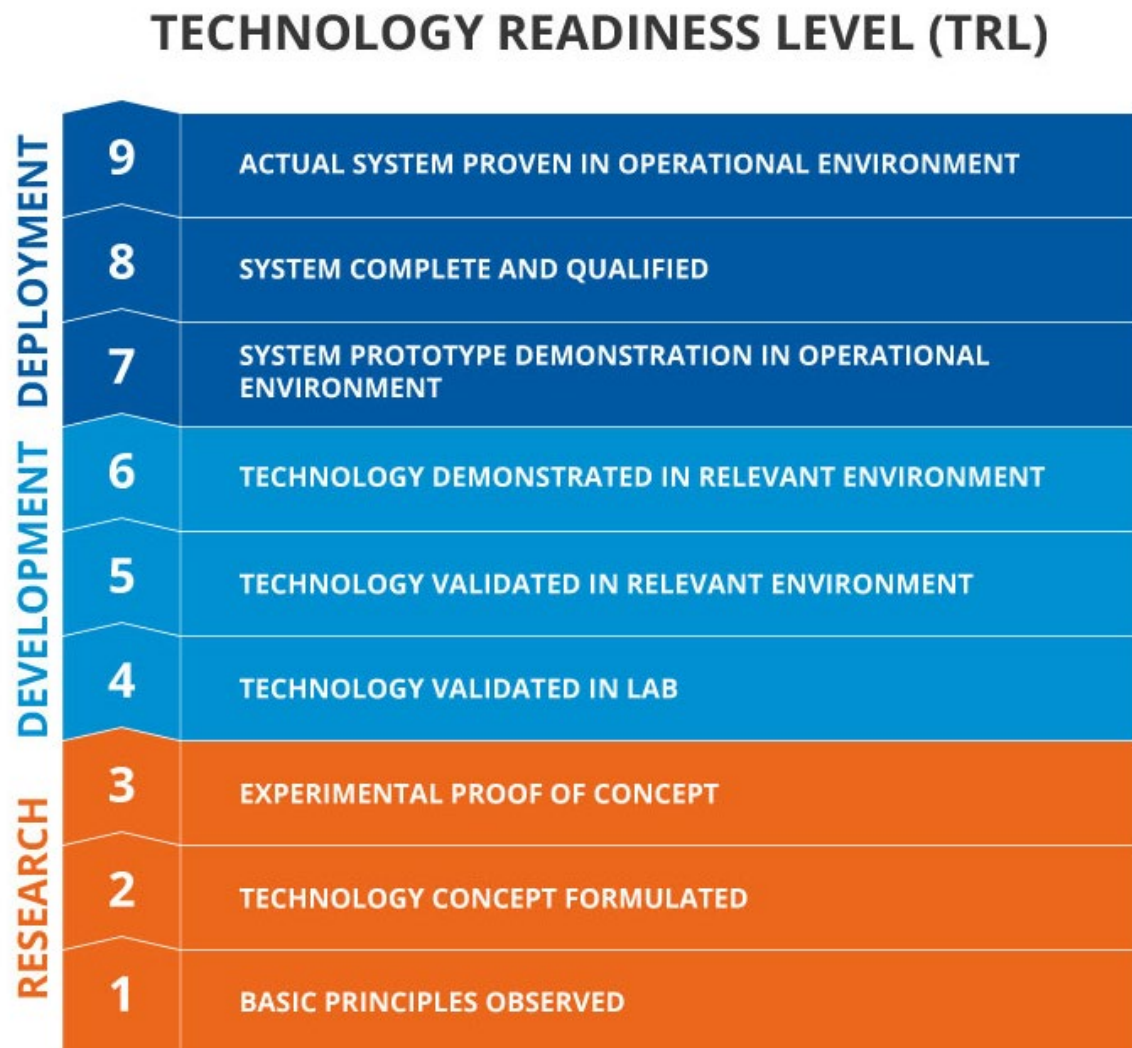 TECHNOLOGY READINESS LEVEL (TRL)
DEPLOYMENT
9 ACTUAL SYSTEM PROVEN IN OPERATIONAL ENVIRONMENT
8 SYSTEM COMPLETE AND QUALIFIED
7 SYSTEM PROTOTYPE DEMONSTRATION IN OPERATIONAL
ENVIRONMENT
DEVELOPMENT
6 TECHNOLOGY DEMONSTRATED IN RELEVANT ENVIRONMENT
5 TECHNOLOGY VALIDATED IN RELEVANT ENVIRONMENT
4 TECHNOLOGY VALIDATED IN LAB
RESEARCH
3 EXPERIMENTAL PROOF OF CONCEPT
2 TECHNOLOGY CONCEPT FORMULATED
1 BASIC PRINCIPLES OBSERVED